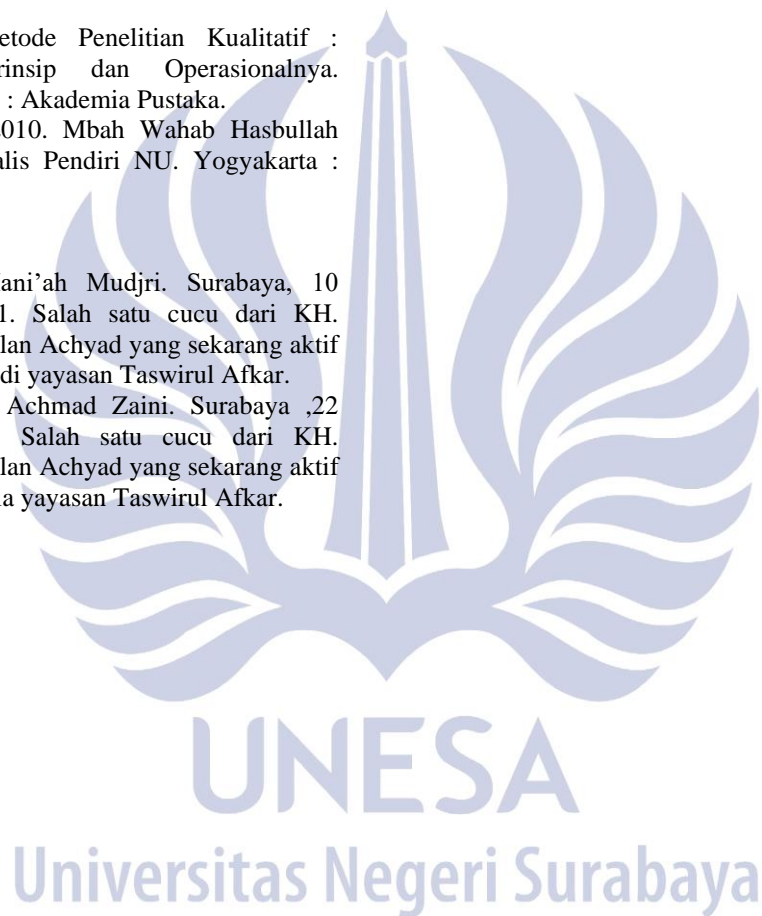 etode Penelitian Kualitatif :
rinsip dan Operasionalnya.
: Akademia Pustaka.
010. Mbah Wahab Hasbullah
alis Pendiri NU. Yogyakarta :
ani'ah Mudjri. Surabaya, 10
1. Salah satu cucu dari KH.
lan Achyad yang sekarang aktif
di yayasan Taswirul Afkar.
Achmad Zaini. Surabaya ,22
Salah satu cucu dari KH.
lan Achyad yang sekarang aktif
a yayasan Taswirul Afkar.
UNESA
Universitas Negeri Surabaya